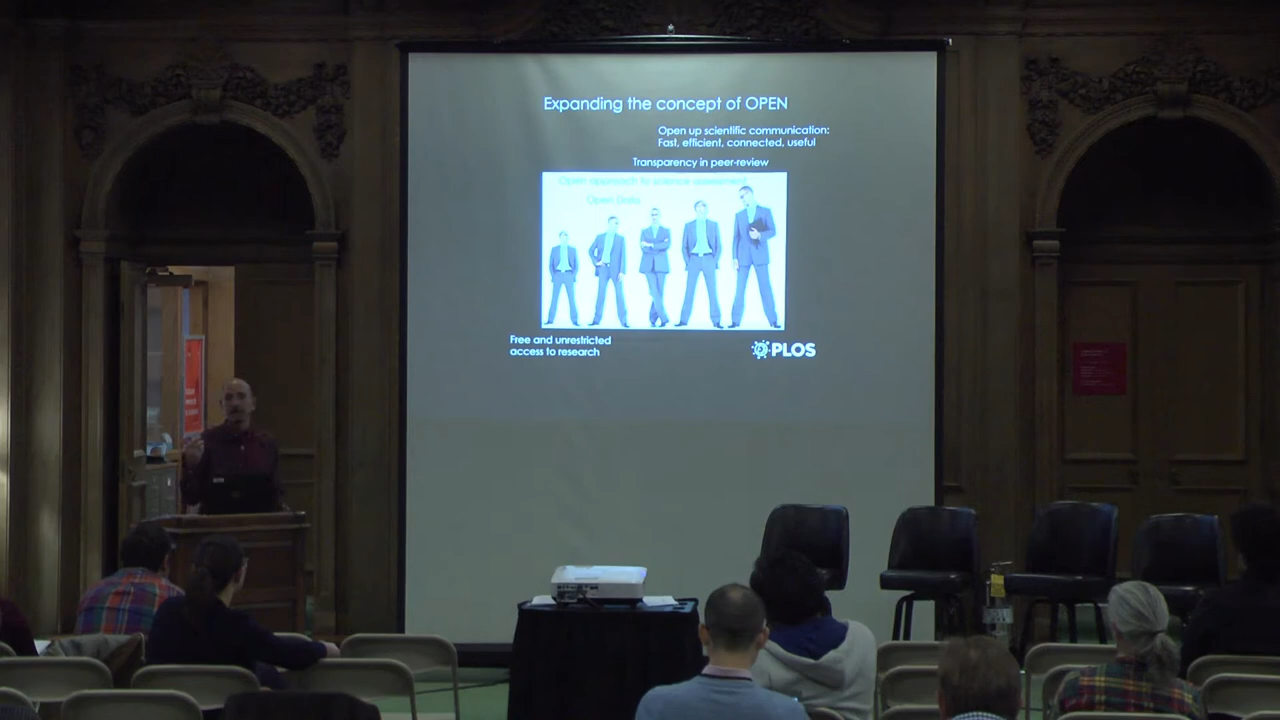 Expanding the concept of OPEN
Open up scientific communication:
Fast, efficient, connected, useful
Transparency in peer-review
Open approach to science assessment
Open Data
Free and unrestricted
access to research
PLOS